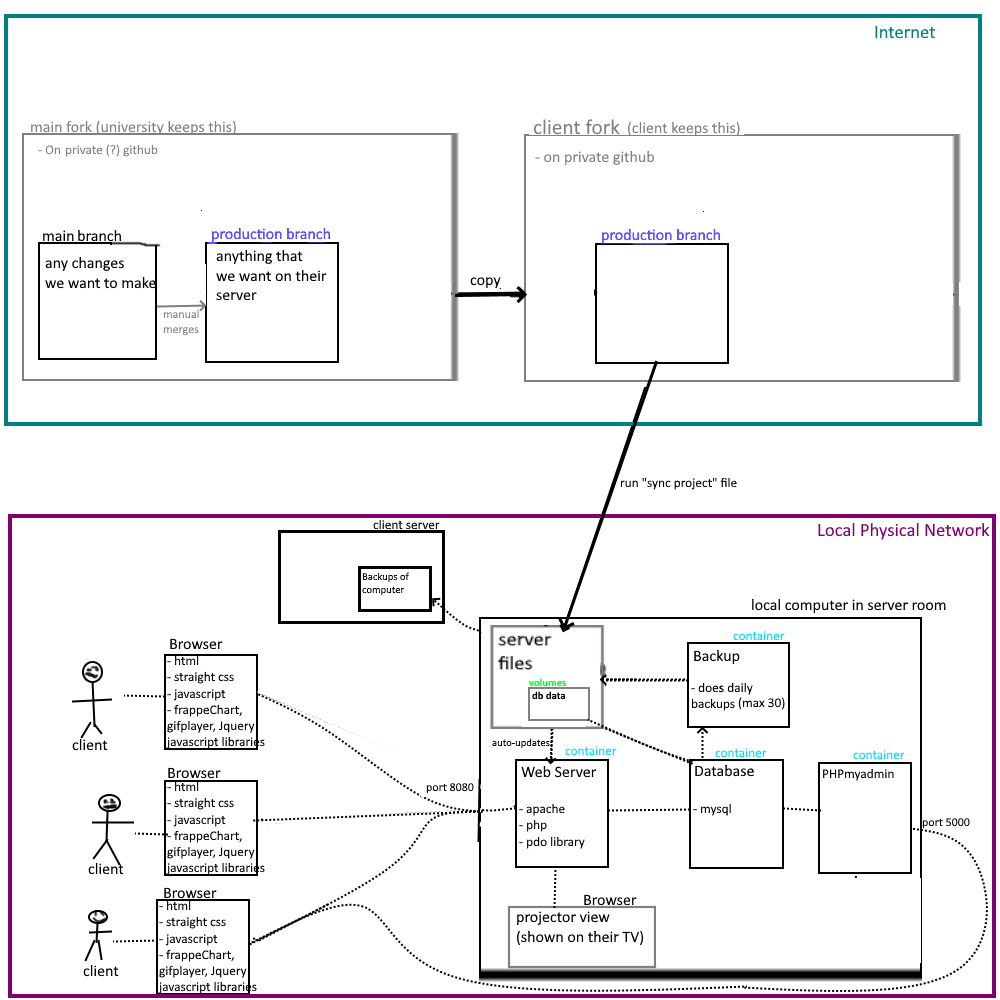 Internet
main fork (university keeps this)
- On private (?) github
client fork (client keeps this)
- on private github
main branch
any changes
we want to make
production branch
anything that
we want on their
server
manual
merges
copy
production branch
run "sync project" file
Local Physical Network
client server
Backups of
computer
local computer in server room
server
files
volumes
db data
container
Backup
- does daily
backups (max 30)
auto-updates
container
Web Server
- apache
- php
- pdo library
container
Database
- mysql
container
PHPmyadmin
port 8080
port 5000
Browser
projector view
(shown on their TV)
client
Browser
- html
- straight css
- javascript
- frappeChart,
gifplayer, Jquery
javascript libraries
client
Browser
- html
- straight css
- javascript
- frappeChart,
gifplayer, Jquery
javascript libraries
client
Browser
- html
- straight css
- javascript
- frappeChart,
gifplayer, Jquery
javascript libraries